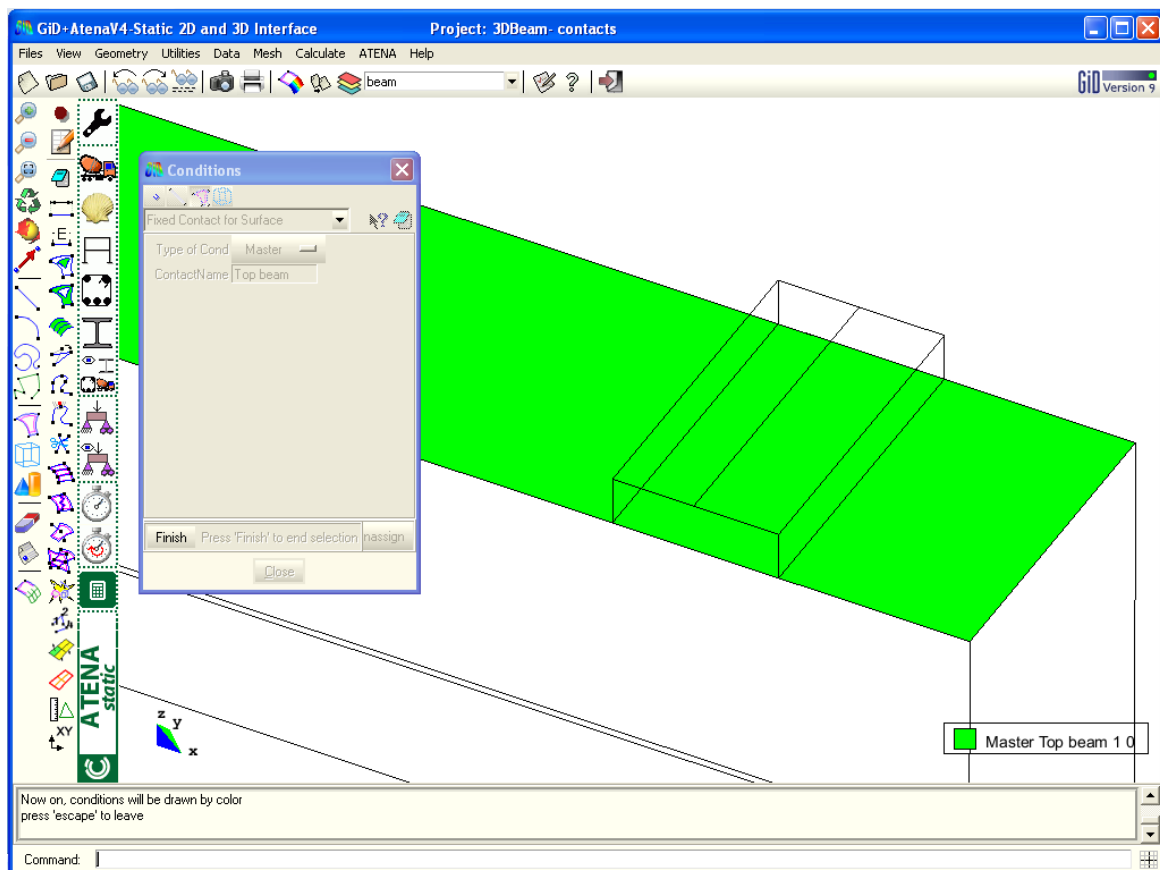 GiD+AtenaV4-Static 2D and 3D Interface Project: 3DBeam- contacts
Files View Geometry Utilities Data Mesh Calculate ATENA Help
beam
GiD Version 9
Conditions
Fixed Contact for Surface
Type of Cond Master
ContactName Top beam
Finish Press 'Finish' to end selection nassign
Close
E
ATENA
static
XY
z
y
x
Master Top beam 1 0
Now on, conditions will be drawn by color
press 'escape' to leave
Command: